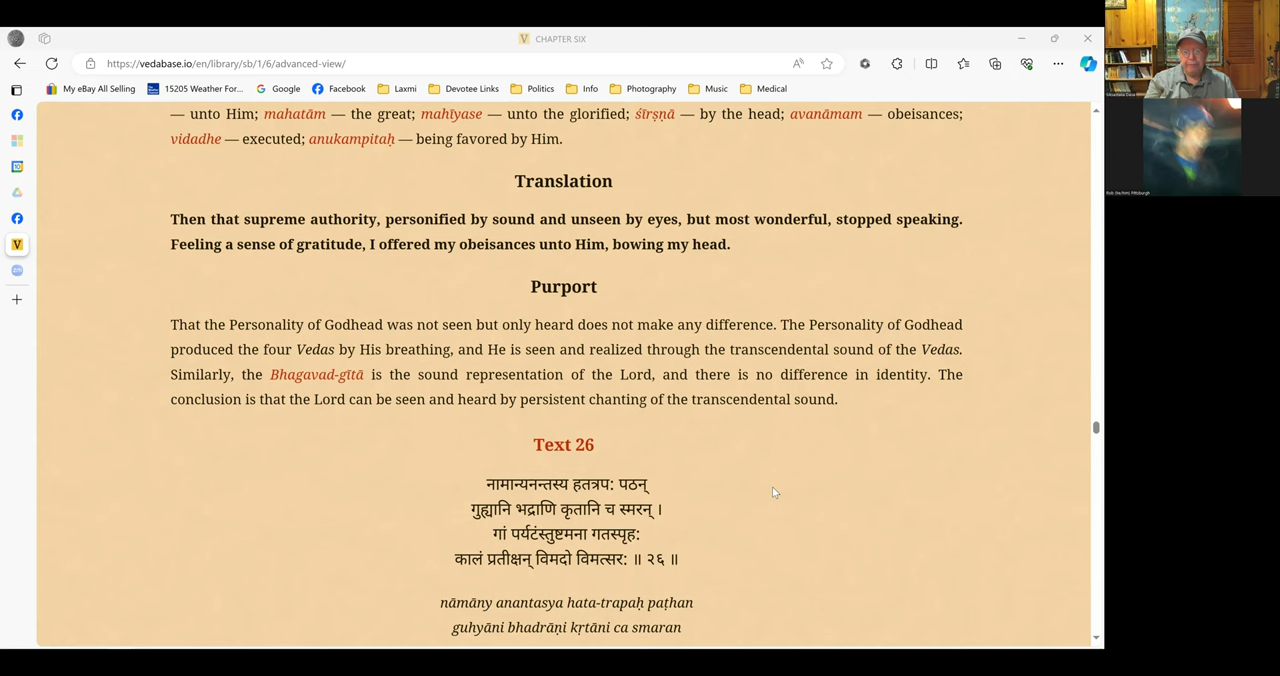 CHAPTER SIX
https://vedabase.io/en/library/sb/1/6/advanced-view/
My eBay All Selling
15205 Weather For...
Google
Facebook
Laxmi
Devotee Links
Politics
Info
Photography
Music
Medical
— unto Him; mahatām — the great; mahīyase — unto the glorified; śīrṣṇā — by the head; avanāmam — obeisances;
vidadhe — executed; anukampitaḥ — being favored by Him.
Translation
Then that supreme authority, personified by sound and unseen by eyes, but most wonderful, stopped speaking.
Feeling a sense of gratitude, I offered my obeisances unto Him, bowing my head.
Purport
That the Personality of Godhead was not seen but only heard does not make any difference. The Personality of Godhead
produced the four Vedas by His breathing, and He is seen and realized through the transcendental sound of the Vedas.
Similarly, the Bhagavad-gītā is the sound representation of the Lord, and there is no difference in identity. The
conclusion is that the Lord can be seen and heard by persistent chanting of the transcendental sound.
Text 26
नामान्यनन्तस्य हतत्रप: पठन्
गुह्यानि भद्राणि कृतानि च स्मरन् ।
गां पर्यटंस्तुष्टमना गतस्पृह:
कालं प्रतीक्षन् विमदो विमत्सर: ॥ २६ ॥
nāmāny anantasya hata-trapaḥ paṭhan
guhyāni bhadrāṇi kṛtāni ca smaran